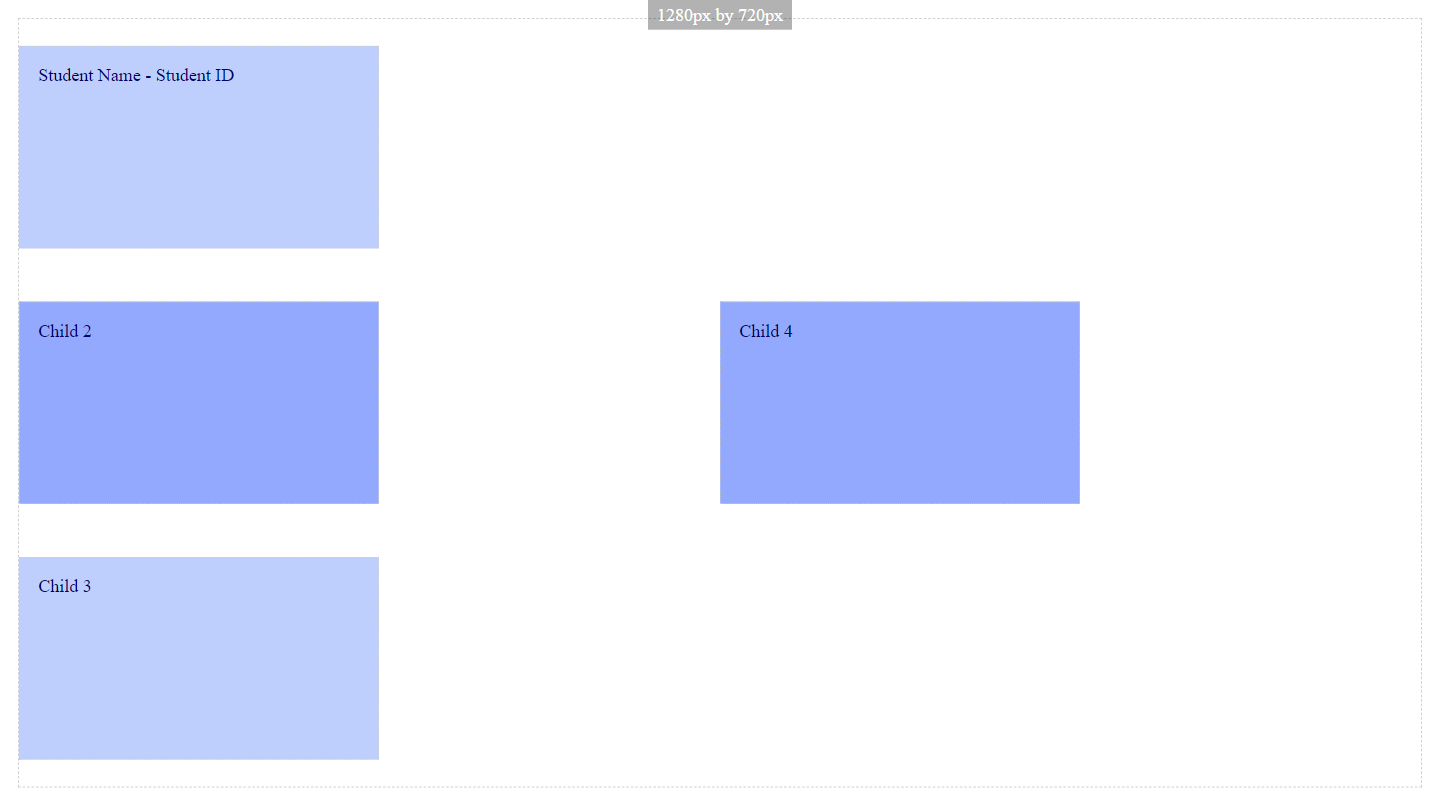 1280px by 720px
Student Name - Student ID
Child 2
Child 4
Child 3